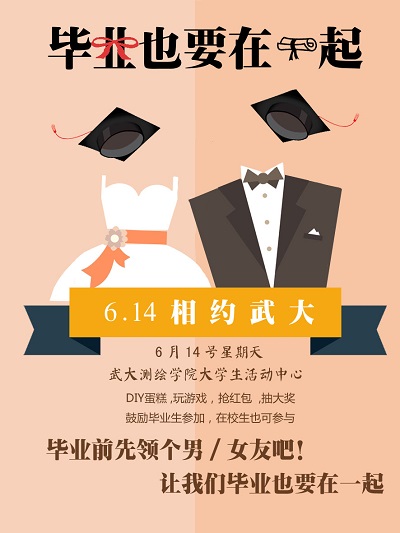 毕业也要在一起
6.14 相约武大
6月14号星期天
武大测绘学院大学生活动中心
DIY蛋糕,玩游戏，抢红包 ,抽大奖
鼓励毕业生参加，在校生也可参与
毕业前先领个男/女友吧！
让我们毕业也要在一起